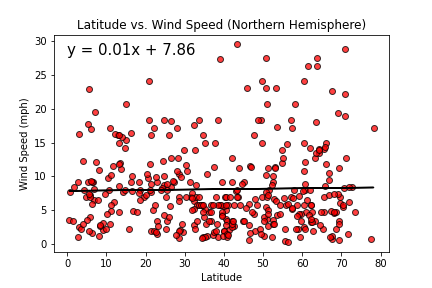 Latitude vs. Wind Speed (Northern Hemisphere)
30
y = 0.01x + 7.86
25
20
15
10
5
0
Wind Speed (mph)
0 10 20 30 40 50 60 70 80
Latitude